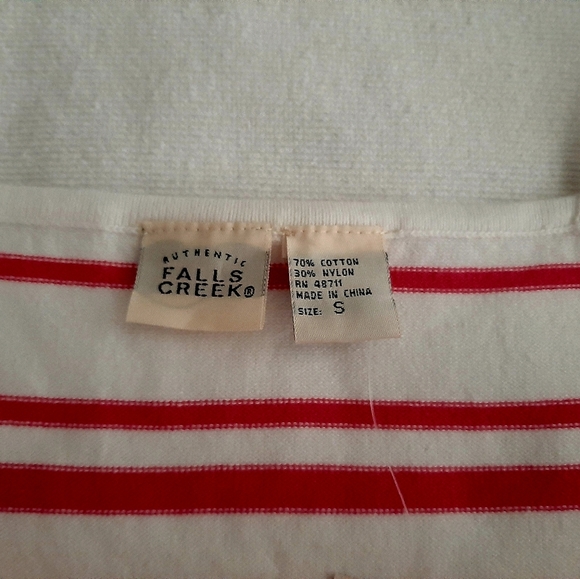 AUTHENTIC
FALLS
CREEK®
70% COTTON
30% NYLON
RN 48711
MADE IN CHINA
SIZE: S